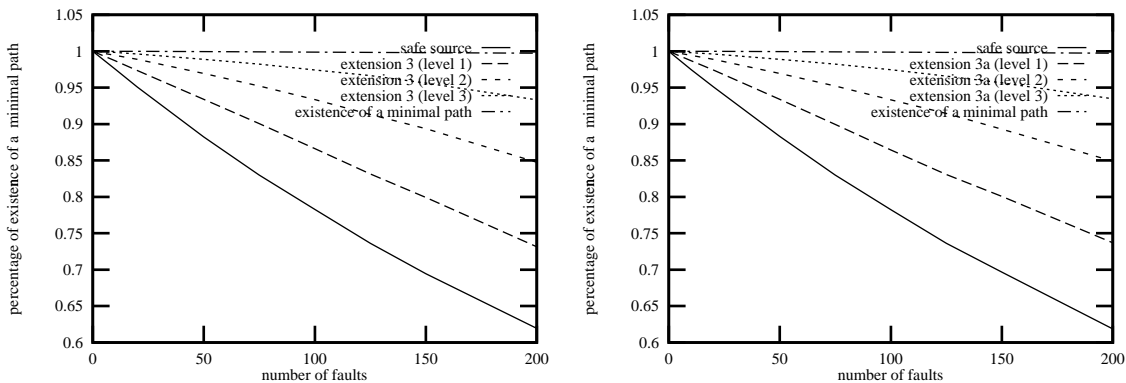 1.05
1
0.95
0.9
0.85
0.8
0.75
0.7
0.65
0.6
0
50
100
150
200
percentage of existence of a minimal path
number of faults
safe source
extension 3 (level 1)
extension 3 (level 2)
extension 3 (level 3)
existence of a minimal path
1.05
1
0.95
0.9
0.85
0.8
0.75
0.7
0.65
0.6
0
50
100
150
200
percentage of existence of a minimal path
number of faults
safe source
extension 3a (level 1)
extension 3a (level 2)
extension 3a (level 3)
existence of a minimal path